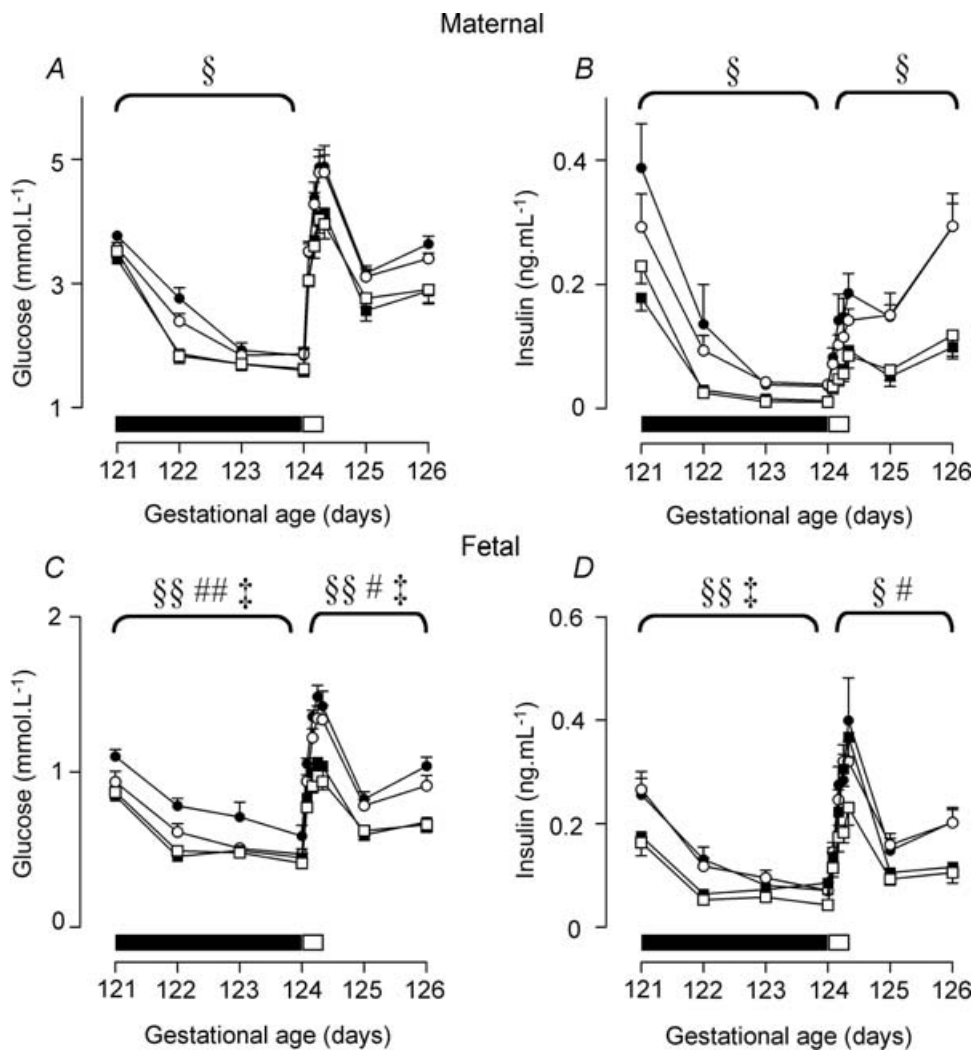 Maternal
A
B
§
§
§
Glucose (mmol.L-1)
5
3
1
Insulin (ng.mL-1)
0.4
0.2
0
121 122 123 124 125 126
121 122 123 124 125 126
Gestational age (days)
Gestational age (days)
Fetal
C
D
§§ ## ‡
§§ # ‡
§§ ‡
§ #
Glucose (mmol.L-1)
2
1
0
Insulin (ng.mL-1)
0.6
0.4
0.2
0
121 122 123 124 125 126
121 122 123 124 125 126
Gestational age (days)
Gestational age (days)